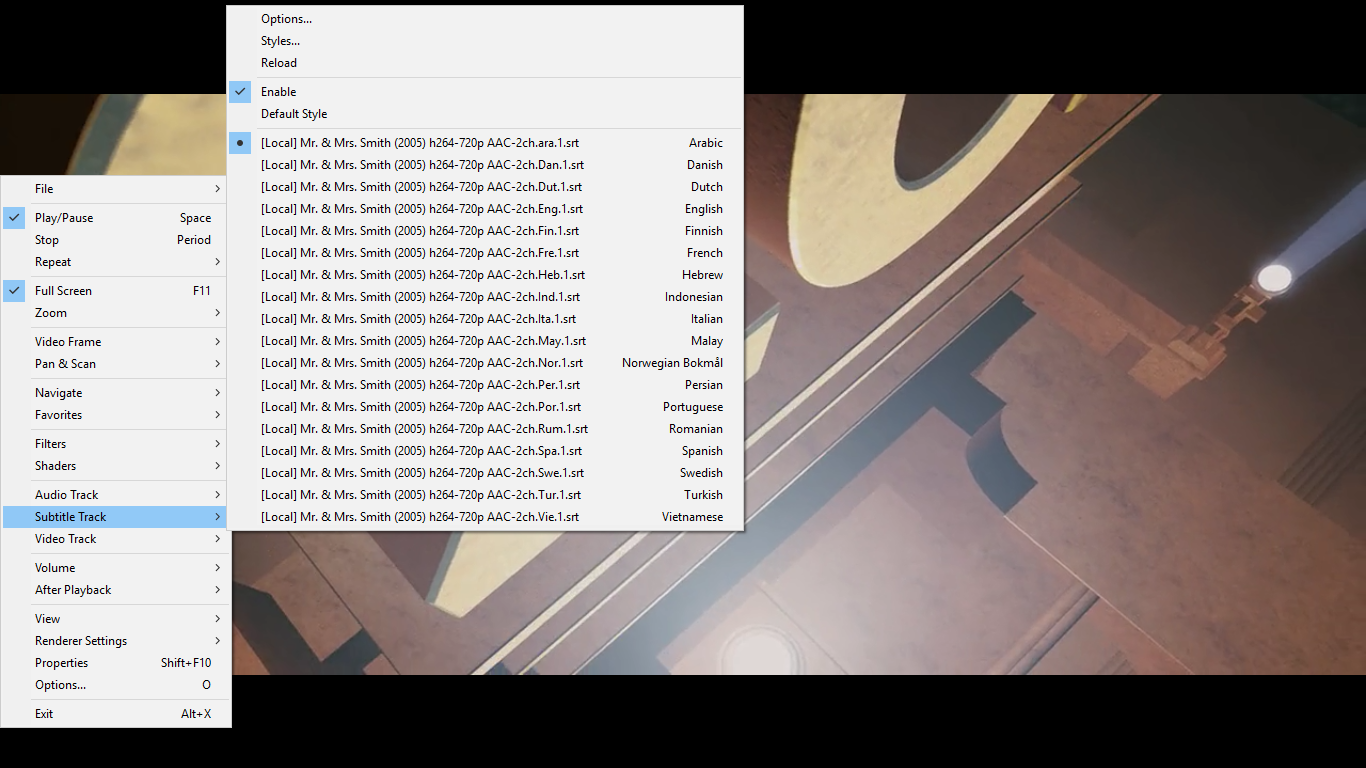 Options...
Styles...
Reload
Enable
Default Style
[Local] Mr. & Mrs. Smith (2005) h264-720p AAC-2ch.ara.1.srt Arabic
[Local] Mr. & Mrs. Smith (2005) h264-720p AAC-2ch.Dan.1.srt Danish
[Local] Mr. & Mrs. Smith (2005) h264-720p AAC-2ch.Dut.1.srt Dutch
[Local] Mr. & Mrs. Smith (2005) h264-720p AAC-2ch.Eng.1.srt English
[Local] Mr. & Mrs. Smith (2005) h264-720p AAC-2ch.Fin.1.srt Finnish
[Local] Mr. & Mrs. Smith (2005) h264-720p AAC-2ch.Fre.1.srt French
[Local] Mr. & Mrs. Smith (2005) h264-720p AAC-2ch.Heb.1.srt Hebrew
[Local] Mr. & Mrs. Smith (2005) h264-720p AAC-2ch.Ind.1.srt Indonesian
[Local] Mr. & Mrs. Smith (2005) h264-720p AAC-2ch.Ita.1.srt Italian
[Local] Mr. & Mrs. Smith (2005) h264-720p AAC-2ch.May.1.srt Malay
[Local] Mr. & Mrs. Smith (2005) h264-720p AAC-2ch.Nor.1.srt Norwegian Bokmål
[Local] Mr. & Mrs. Smith (2005) h264-720p AAC-2ch.Per.1.srt Persian
[Local] Mr. & Mrs. Smith (2005) h264-720p AAC-2ch.Por.1.srt Portuguese
[Local] Mr. & Mrs. Smith (2005) h264-720p AAC-2ch.Rum.1.srt Romanian
[Local] Mr. & Mrs. Smith (2005) h264-720p AAC-2ch.Spa.1.srt Spanish
[Local] Mr. & Mrs. Smith (2005) h264-720p AAC-2ch.Swe.1.srt Swedish
[Local] Mr. & Mrs. Smith (2005) h264-720p AAC-2ch.Tur.1.srt Turkish
[Local] Mr. & Mrs. Smith (2005) h264-720p AAC-2ch.Vie.1.srt Vietnamese
File
Play/Pause Space
Stop Period
Repeat
Full Screen F11
Zoom
Video Frame
Pan & Scan
Navigate
Favorites
Filters
Shaders
Audio Track
Subtitle Track
Video Track
Volume
After Playback
View
Renderer Settings
Properties Shift+F10
Options... O
Exit Alt+X